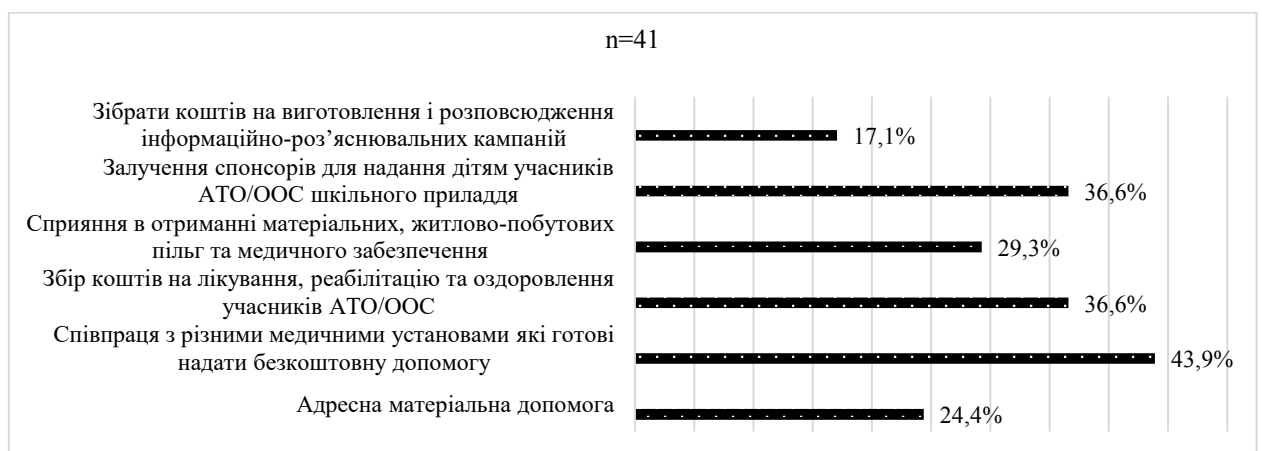 n=41
Зібрати коштів на виготовлення і розповсюдження
інформаційно-роз’яснювальних кампаній
17,1%
Залучення спонсорів для надання дітям учасників
АТО/ООС шкільного приладдя
36,6%
Сприяння в отриманні матеріальних, житлово-побутових
пільг та медичного забезпечення
29,3%
Збір коштів на лікування, реабілітацію та оздоровлення
учасників АТО/ООС
36,6%
Співпраця з різними медичними установами які готові
надати безкоштовну допомогу
43,9%
Адресна матеріальна допомога
24,4%